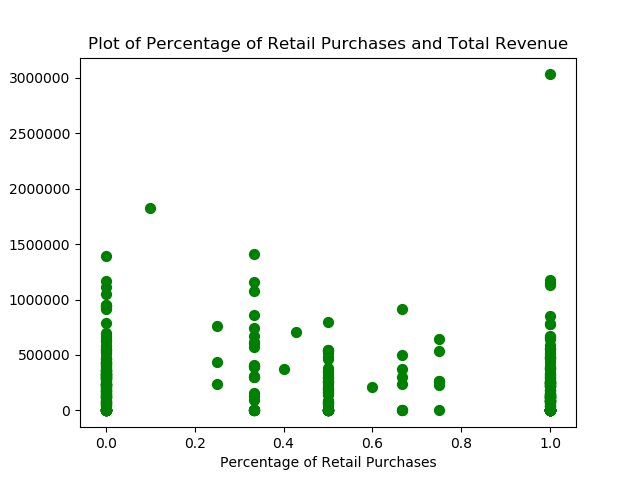 Plot of Percentage of Retail Purchases and Total Revenue
3000000
2500000
2000000
1500000
1000000
500000
0
0.0 0.2 0.4 0.6 0.8 1.0
Percentage of Retail Purchases